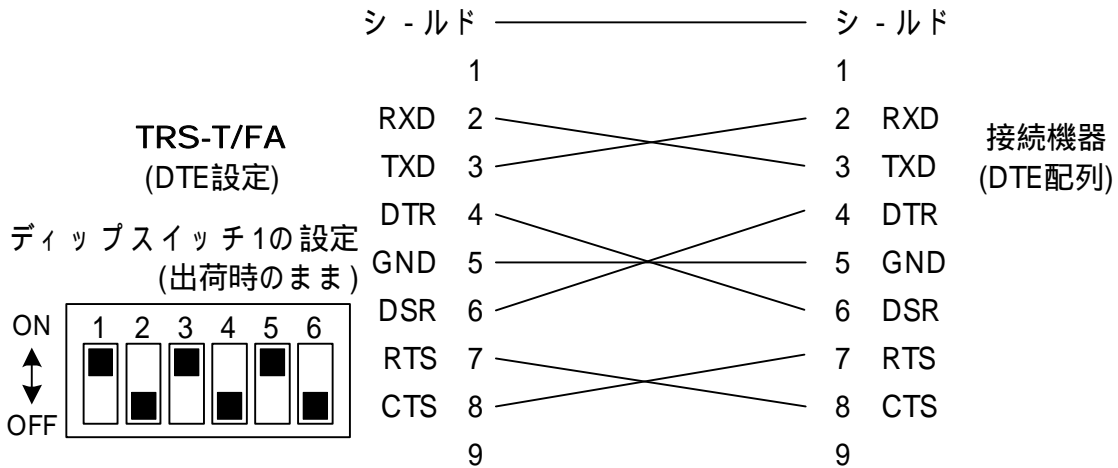 シールド シールド
1 1
RXD 2 2 RXD
TRS-T/FA
(DTE設定)
接続機器
(DTE配列)
TXD 3 3 TXD
DTR 4 4 DTR
ディップスイッチ1の設定
(出荷時のまま)
GND 5 5 GND
DSR 6 6 DSR
ON 1 2 3 4 5 6
OFF
RTS 7 7 RTS
CTS 8 8 CTS
9 9